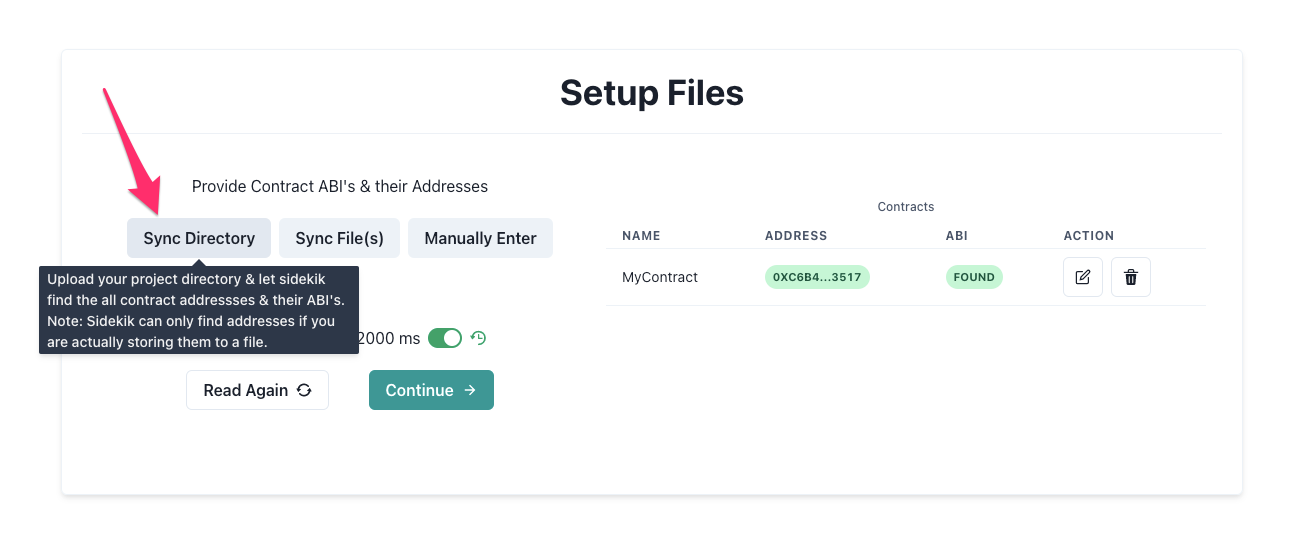 Setup Files
Provide Contract ABI's & their Addresses
Sync Directory
Sync File(s)
Manually Enter
Upload your project directory & let sidekik
find the all contract addressses & their ABI's.
Note: Sidekik can only find addresses if you
are actually storing them to a file.
2000 ms
Read Again
Continue
Contracts
NAME ADDRESS ABI ACTION
MyContract 0XC6B4...3517 FOUND